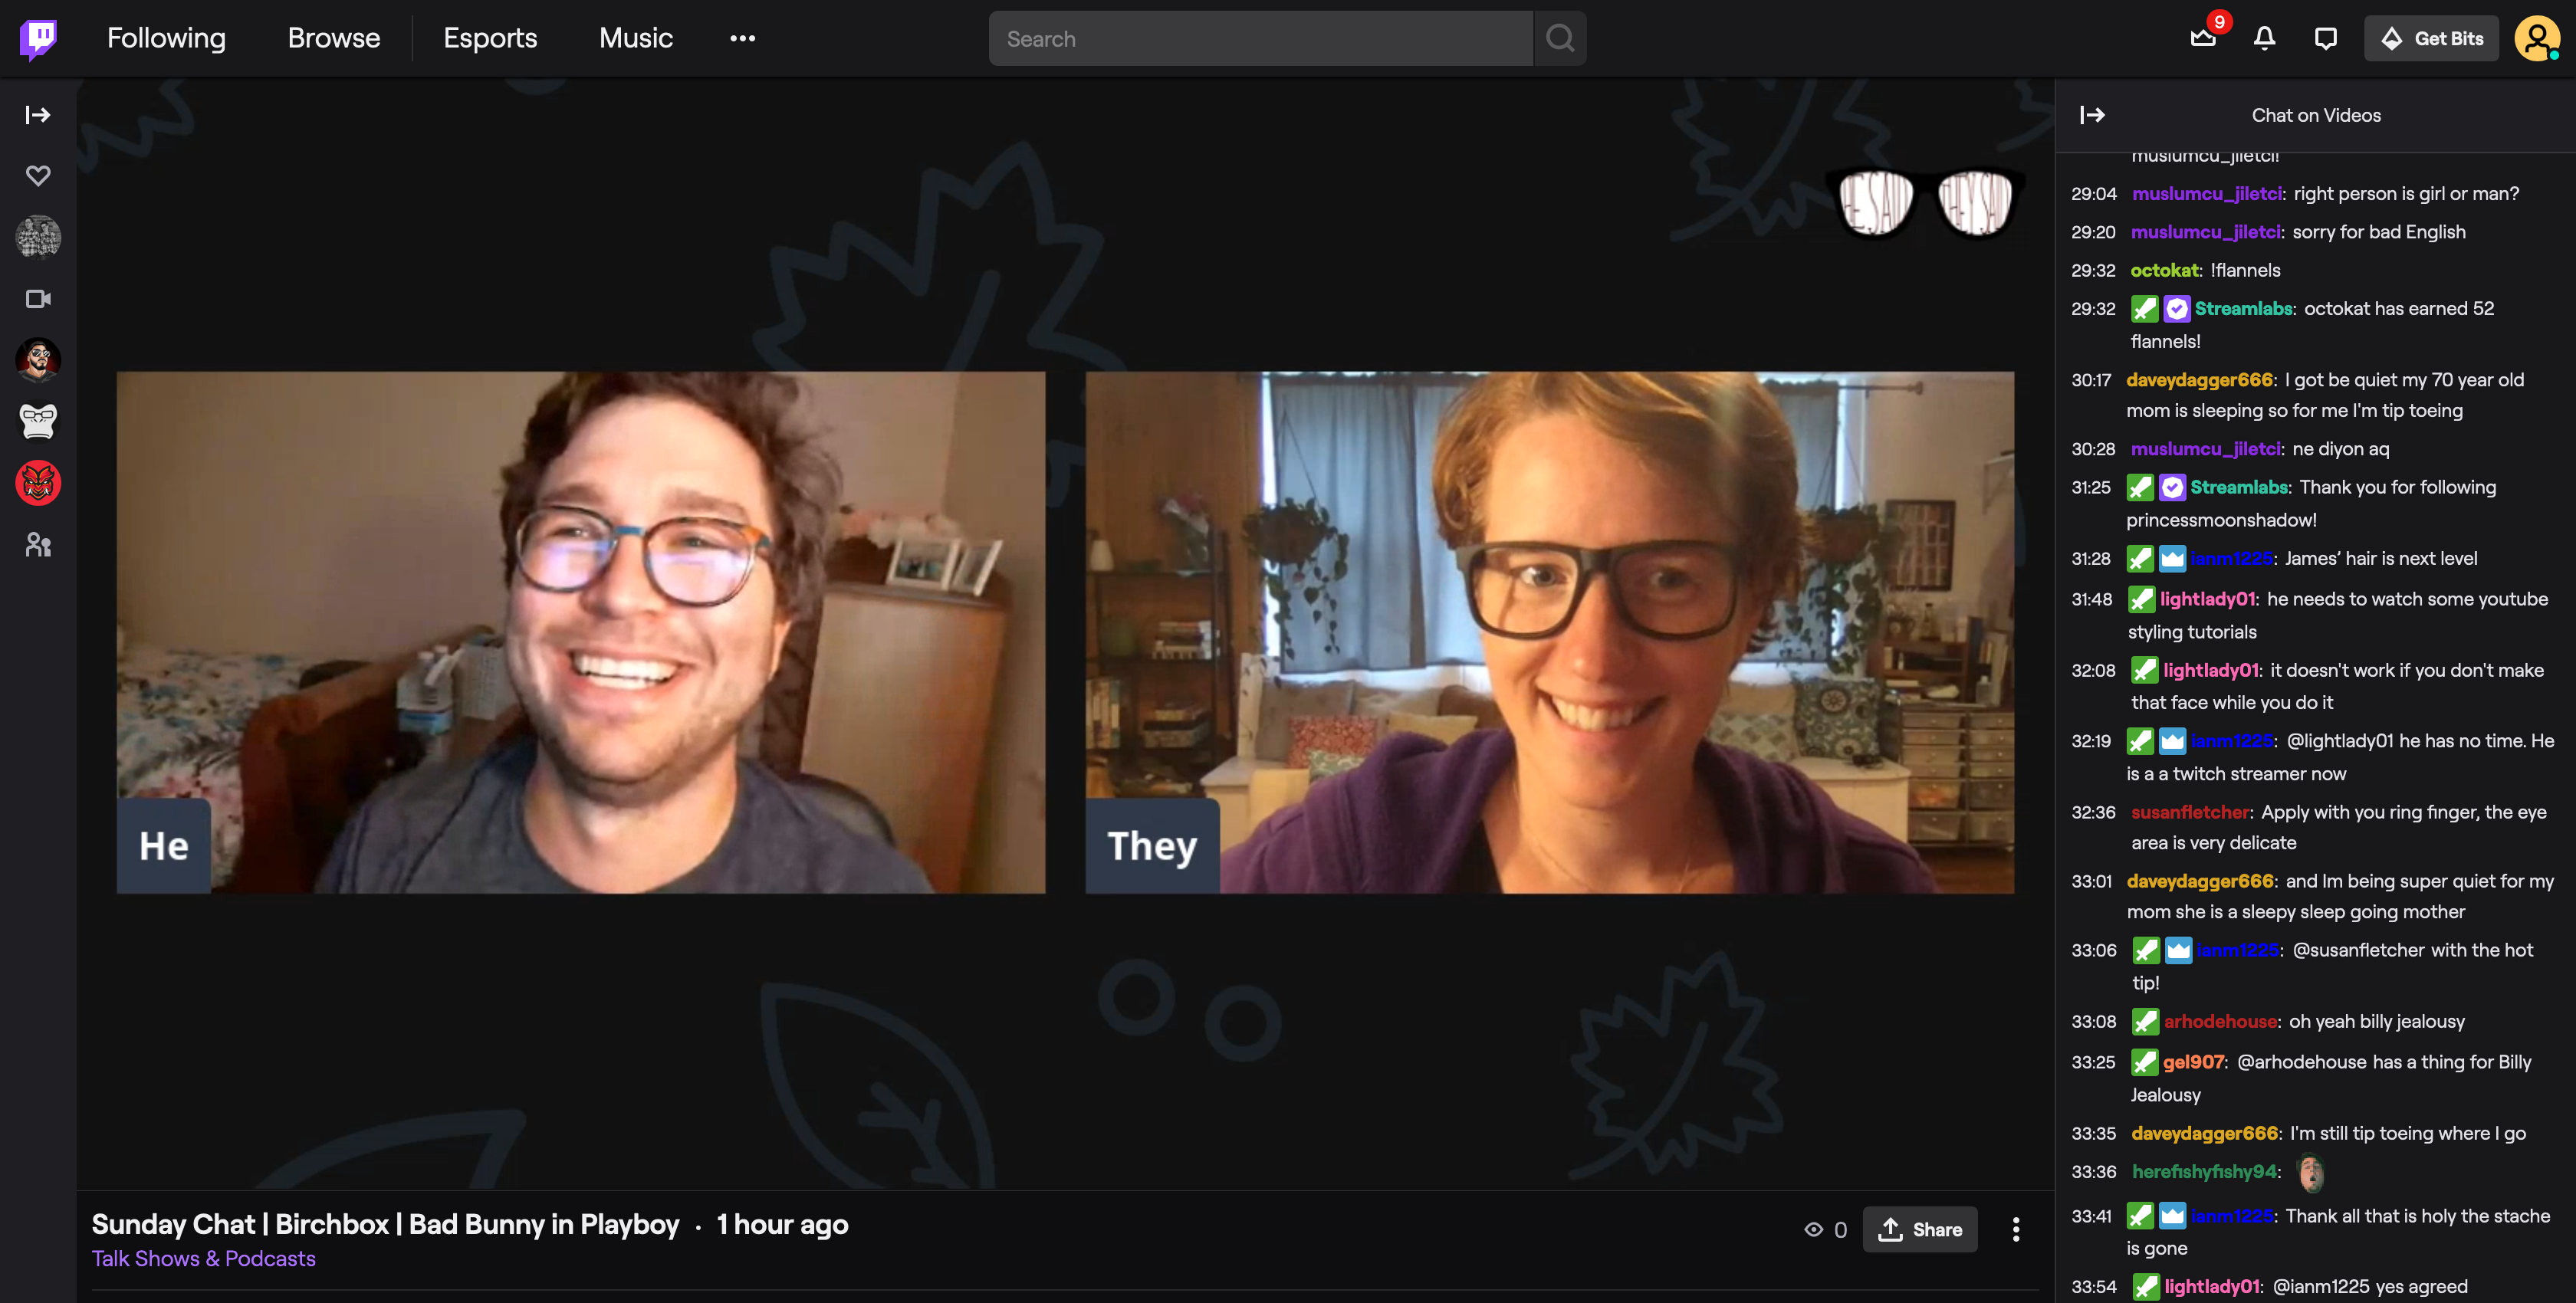 Following
Browse
Esports
Music
Search
9
Get Bits
Chat on Videos
muslumcu_jiletci!
29:04 muslumcu_jiletci: right person is girl or man?
29:20 muslumcu_jiletci: sorry for bad English
29:32 octokat: !flannels
29:32 Streamlabs: octokat has earned 52
flannels!
30:17 daveydagger666: I got be quiet my 70 year old
mom is sleeping so for me I'm tip toeing
30:28 muslumcu_jiletci: ne diyon aq
31:25 Streamlabs: Thank you for following
princessmoonshadow!
31:28 ianm1225: James’ hair is next level
31:48 lightlady01: he needs to watch some youtube
styling tutorials
32:08 lightlady01: it doesn't work if you don't make
that face while you do it
32:19 ianm1225: @lightlady01 he has no time. He
is a a twitch streamer now
32:36 susanfletcher: Apply with you ring finger, the eye
area is very delicate
33:01 daveydagger666: and Im being super quiet for my
mom she is a sleepy sleep going mother
33:06 ianm1225: @susanfletcher with the hot
tip!
33:08 arhodehouse: oh yeah billy jealousy
33:25 gel907: @arhodehouse has a thing for Billy
Jealousy
33:35 daveydagger666: I'm still tip toeing where I go
33:36 herefishyfishy94:
33:41 ianm1225: Thank all that is holy the stache
is gone
33:54 lightlady01: @ianm1225 yes agreed
He
They
Sunday Chat | Birchbox | Bad Bunny in Playboy · 1 hour ago
Talk Shows & Podcasts
0
Share